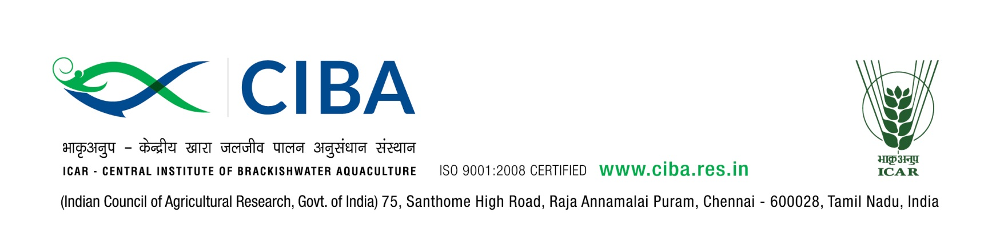 CIBA
भाकृअनुप – केन्द्रीय खारा जलजीव पालन अनुसंधान संस्थान
ICAR - CENTRAL INSTITUTE OF BRACKISHWATER AQUACULTURE ISO 9001:2008 CERTIFIED www.ciba.res.in
भाकृअनुप
ICAR
(Indian Council of Agricultural Research, Govt. of India) 75, Santhome High Road, Raja Annamalai Puram, Chennai - 600028, Tamil Nadu, India